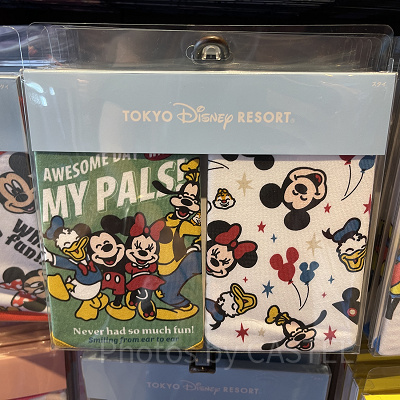 TOKYO Disney RESORT
AWESOME DAY
MY PALS!
Never had so much fun!
Smiling from ear to ear
Photos by CASTLE
TOKYO Disney RESORT